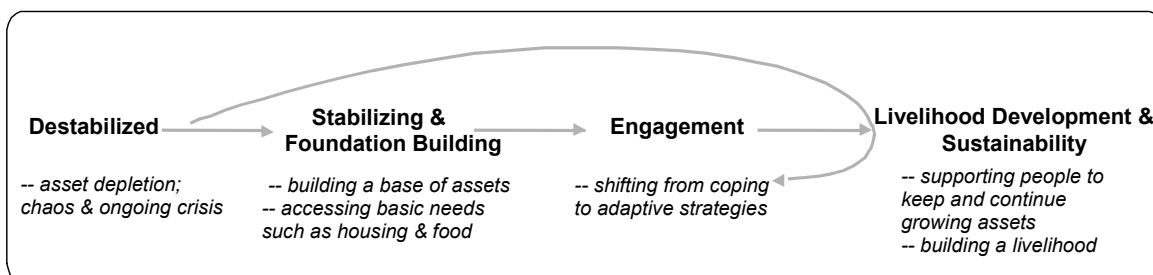 Destabilized
-- asset depletion;
chaos & ongoing crisis
Stabilizing &
Foundation Building
-- building a base of assets
-- accessing basic needs
such as housing & food
Engagement
-- shifting from coping
to adaptive strategies
Livelihood Development &
Sustainability
-- supporting people to
keep and continue
growing assets
-- building a livelihood